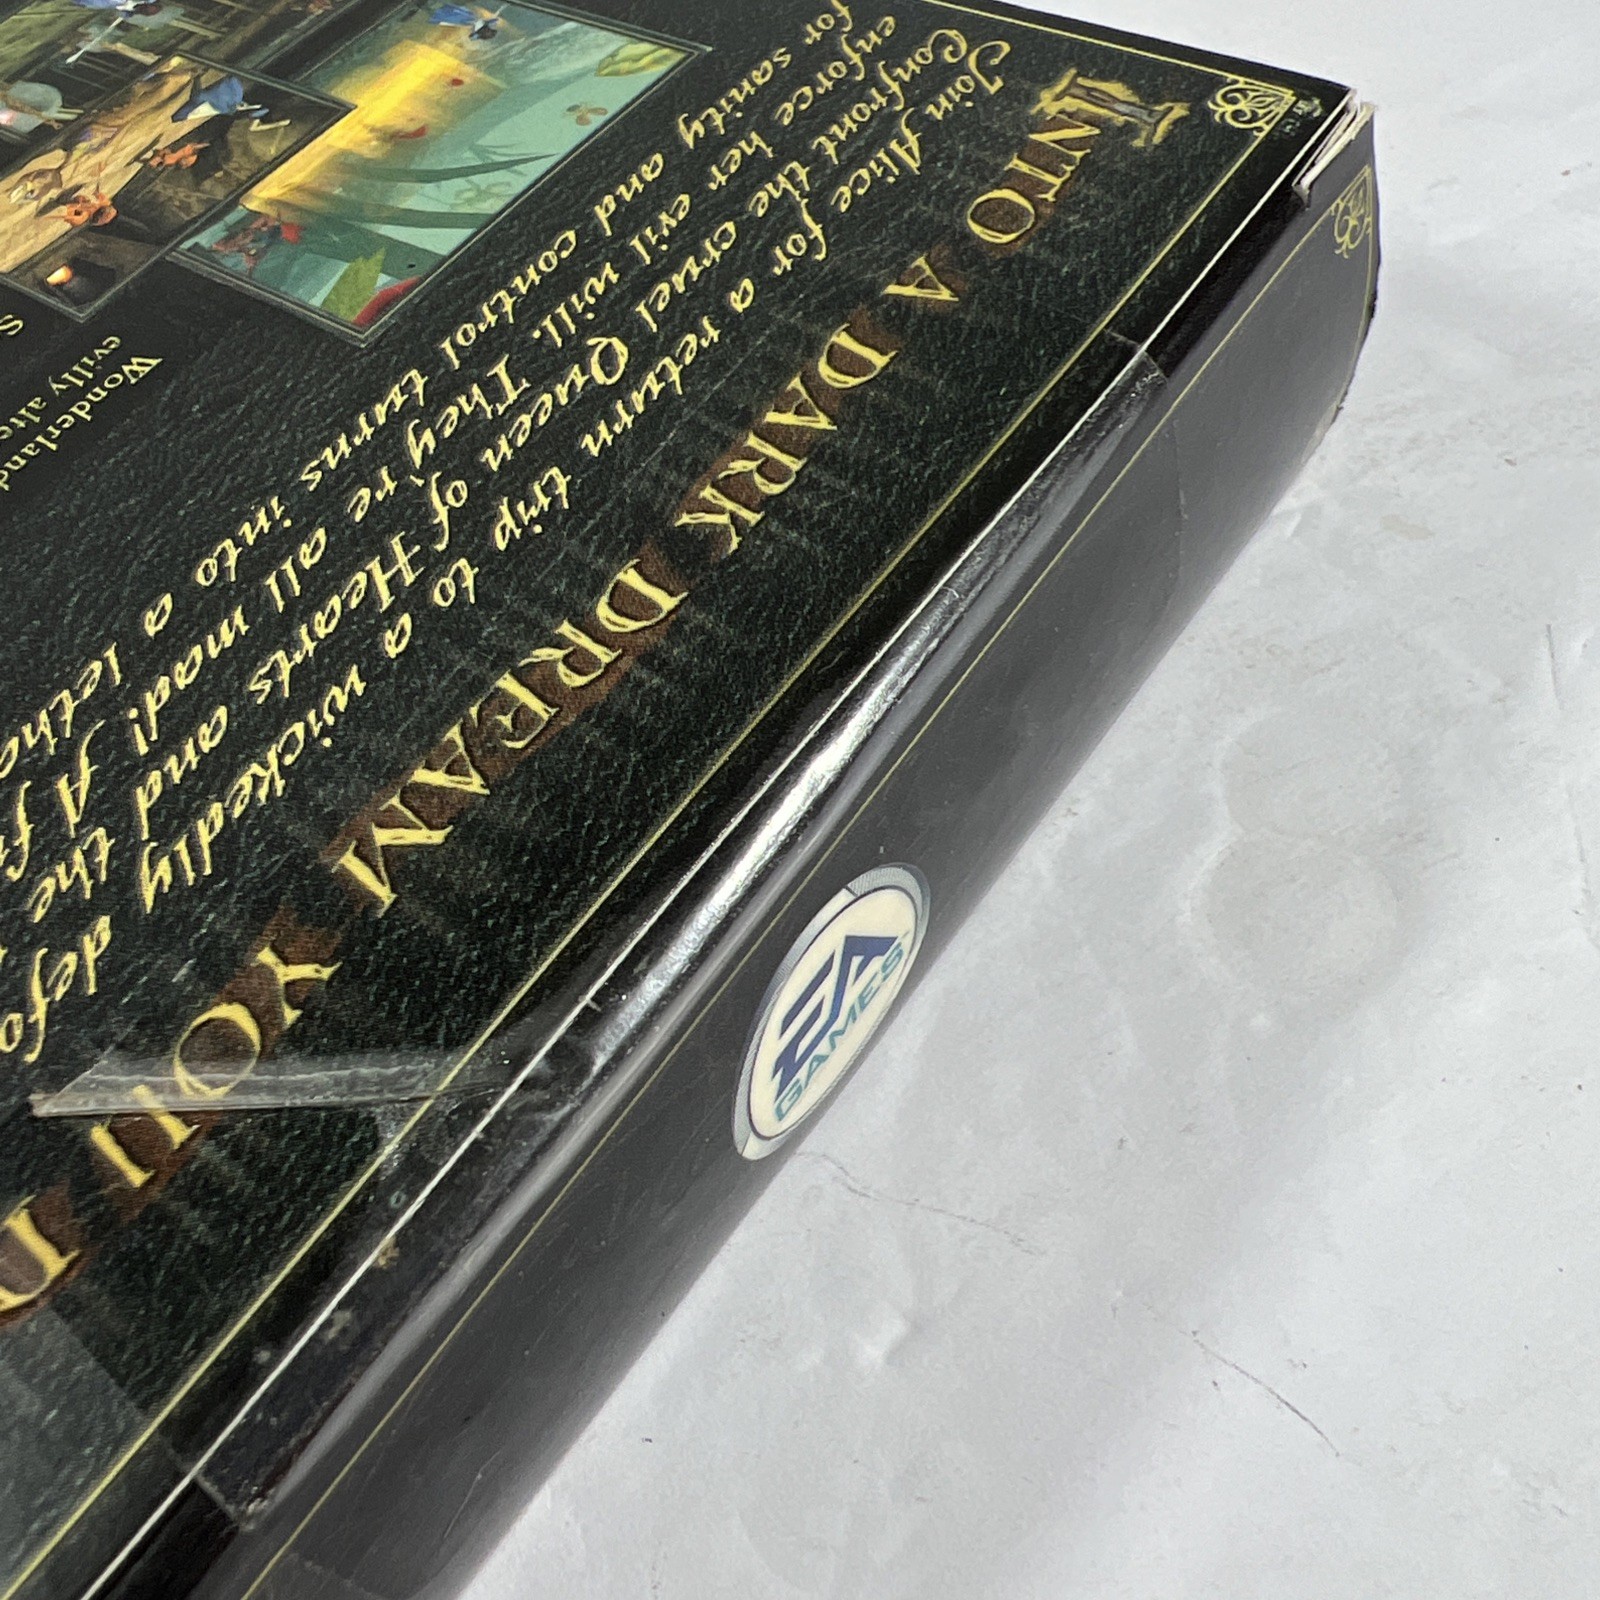 INTO A DARK DREAM YOU
Join Alice for a return trip to a wickedly
Confront the cruel Queen of Hearts and the
enforce her evil will. They're all mad! A
for sanity and control turns into a
Wonderland
evilly
EA
GAMES